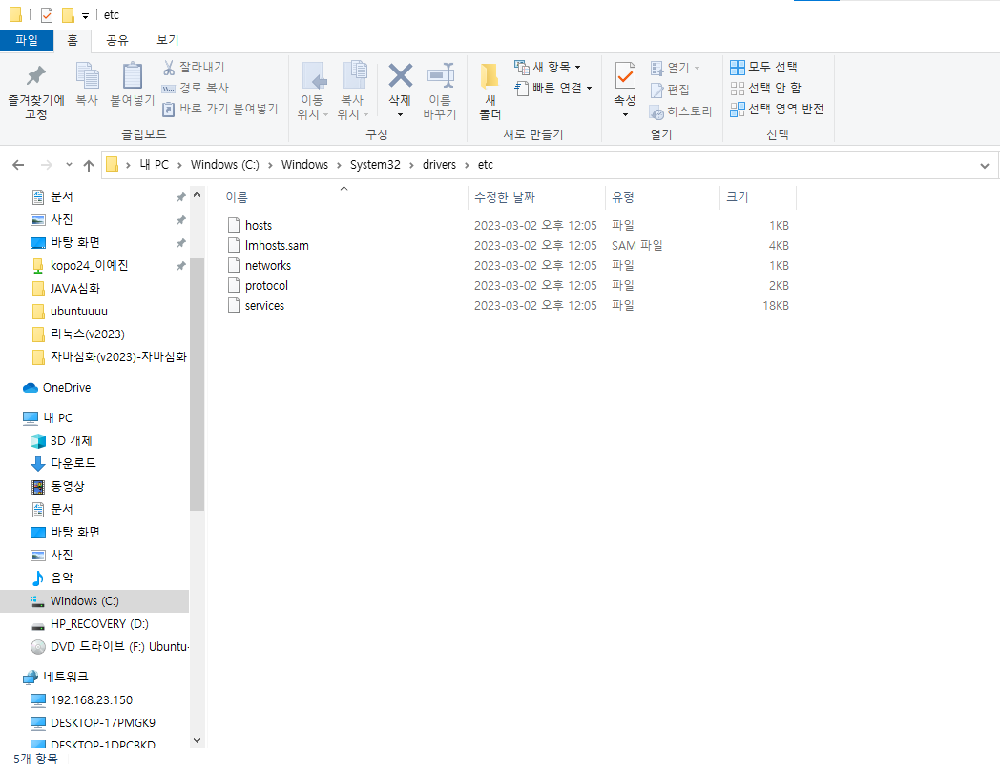 etc
파일 홈 공유 보기
즐겨찾기에 고정
복사
붙여넣기
잘라내기
경로 복사
바로 가기 붙여넣기
클립보드
이동 위치
복사 위치
삭제
이름 바꾸기
구성
새 폴더
새 항목
빠른 연결
새로 만들기
속성
열기
편집
히스토리
열기
모두 선택
선택 안 함
선택 영역 반전
선택
내 PC > Windows (C:) > Windows > System32 > drivers > etc
문서
사진
바탕 화면
kopo24_이예진
JAVA심화
ubuntuuuu
리눅스(v2023)
자바심화(v2023)-자바심화
OneDrive
내 PC
3D 개체
다운로드
동영상
문서
바탕 화면
사진
음악
Windows (C:)
HP_RECOVERY (D:)
DVD 드라이브 (F:) Ubuntu-
네트워크
192.168.23.150
DESKTOP-17PMGK9
DESKTOP-1DPCBKD
이름 수정한 날짜 유형 크기
hosts 2023-03-02 오후 12:05 파일 1KB
lmhosts.sam 2023-03-02 오후 12:05 SAM 파일 4KB
networks 2023-03-02 오후 12:05 파일 1KB
protocol 2023-03-02 오후 12:05 파일 2KB
services 2023-03-02 오후 12:05 파일 18KB
5개 항목